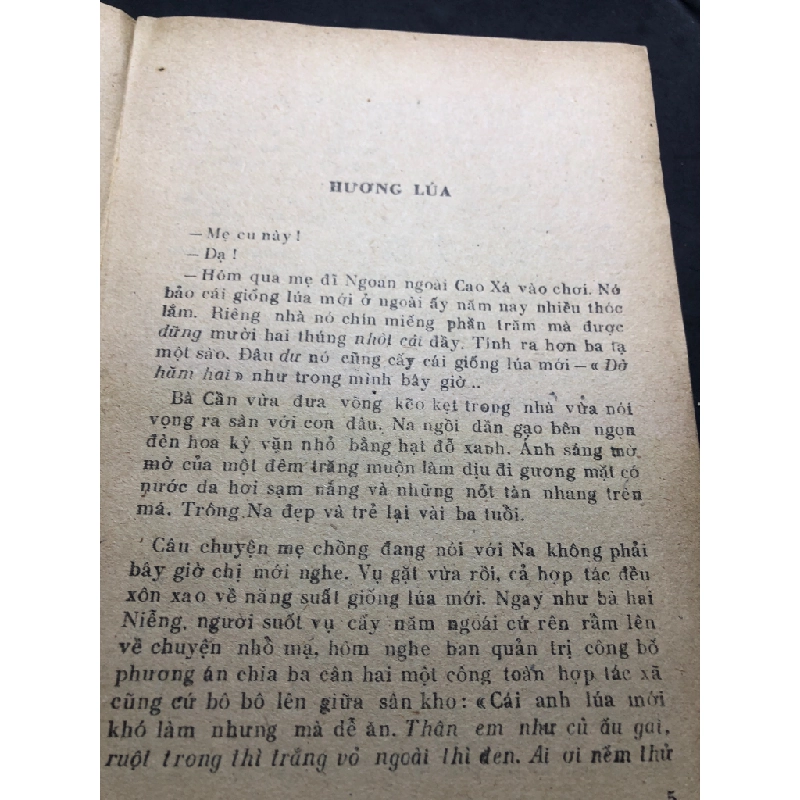 HƯƠNG LÚA
— Mẹ cu này !
— Dạ !
— Hôm qua mẹ đĩ Ngoan ngoài Cao Xá vào chơi. Nó
bảo cái giống lúa mới ở ngoài ấy năm nay nhiều thóc
lắm. Riêng nhà nó chín miếng phần trăm mà được
dững mười hai thúng nhót cái đầy. Tính ra hơn ba tạ
một sào. Đâu dư nó cũng cấy cái giống lúa mới — « Đờ
hăm hai » như trong mình bây giờ..
Bà Cần vừa đưa võng kẽo kẹt trong nhà vừa nói
vọng ra sân với con dâu. Na ngồi dần gạo bên ngọn
đèn hoa kỳ vặn nhỏ bằng hạt đỗ xanh. Ánh sáng mờ
mờ của một đêm trăng muộn làm dịu đi gương mặt có
nước da hơi sạm nắng và những nốt tàn nhang trên
má. Trông Na đẹp và trẻ lại vài ba tuổi.
Câu chuyện mẹ chồng đang nói với Na không phải
bây giờ chị mới nghe. Vụ gặt vừa rồi, cả hợp tác đều
xôn xao về năng suất giống lúa mới. Ngay như bà hai
Niễng, người suốt vụ cấy năm ngoái cứ rên rầm lên
về chuyện nhổ mạ, hôm nghe ban quản trị công bố
phương án chia ba cân hai một công toàn hợp tác xã
cũng cứ bô bô lên giữa sân kho : « Cái anh lúa mới
khó làm nhưng mà dễ ăn. Thân em như củ ấu gai,
ruột trong thì trắng vỏ ngoài thì đen. Ai ơi nếm thử
5